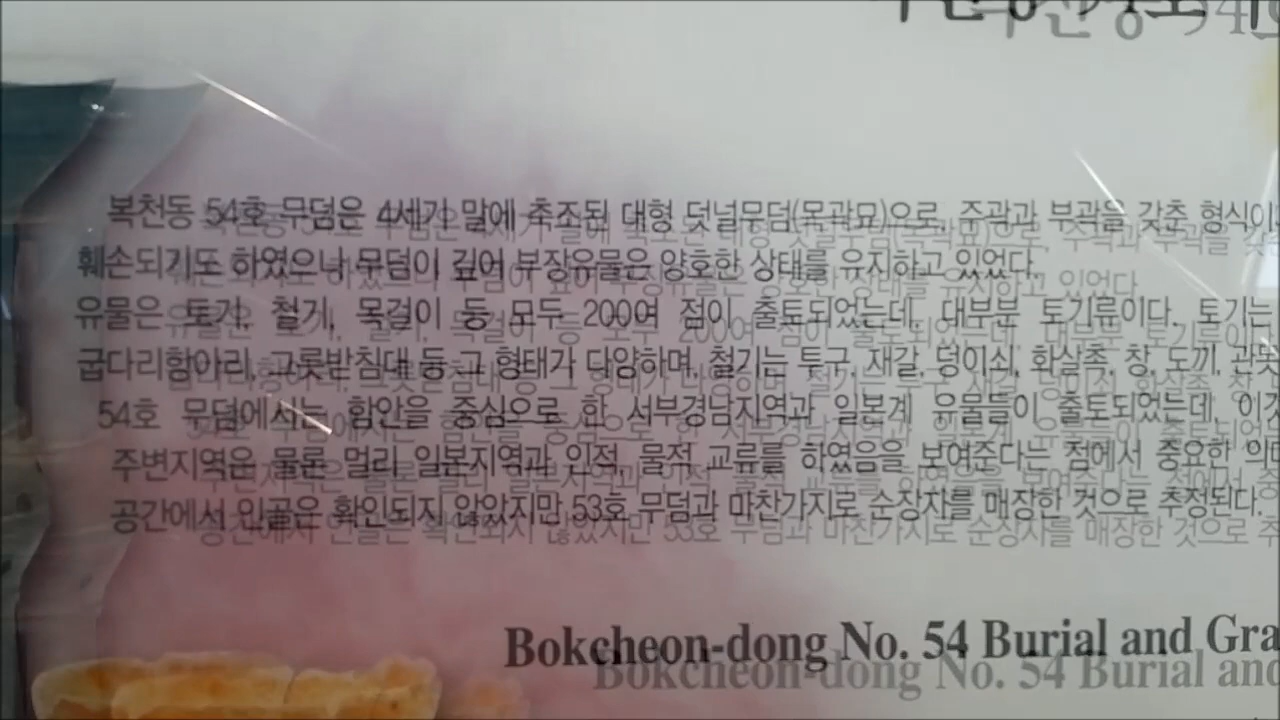 복천동 54호 무덤은 4세기 말에 축조된 대형 덧널무덤(목곽묘)으로, 주곽과 부곽을 갖춘 형식이
훼손되기도 하였으나 무덤이 깊어 부장유물은 양호한 상태를 유지하고 있었다.
유물은 토기, 철기, 목걸이 등 모두 200여 점이 출토되었는데, 대부분 토기류이다. 토기는
굽다리항아리, 그릇받침대 등 그 형태가 다양하며, 철기는 투구, 재갈, 덩이쇠, 화살촉, 창, 도끼,
54호 무덤에서는 함안을 중심으로 한 서부경남지역과 일본계 유물들이 출토되었는데,
주변지역은 물론 멀리 일본지역과 인적, 물적 교류를 하였음을 보여준다는 점에서 중요한
공간에서 인골은 확인되지 않았지만 53호 무덤과 마찬가지로 순장자를 매장한 것으로 추정된다.
Bokcheon-dong No. 54 Burial and